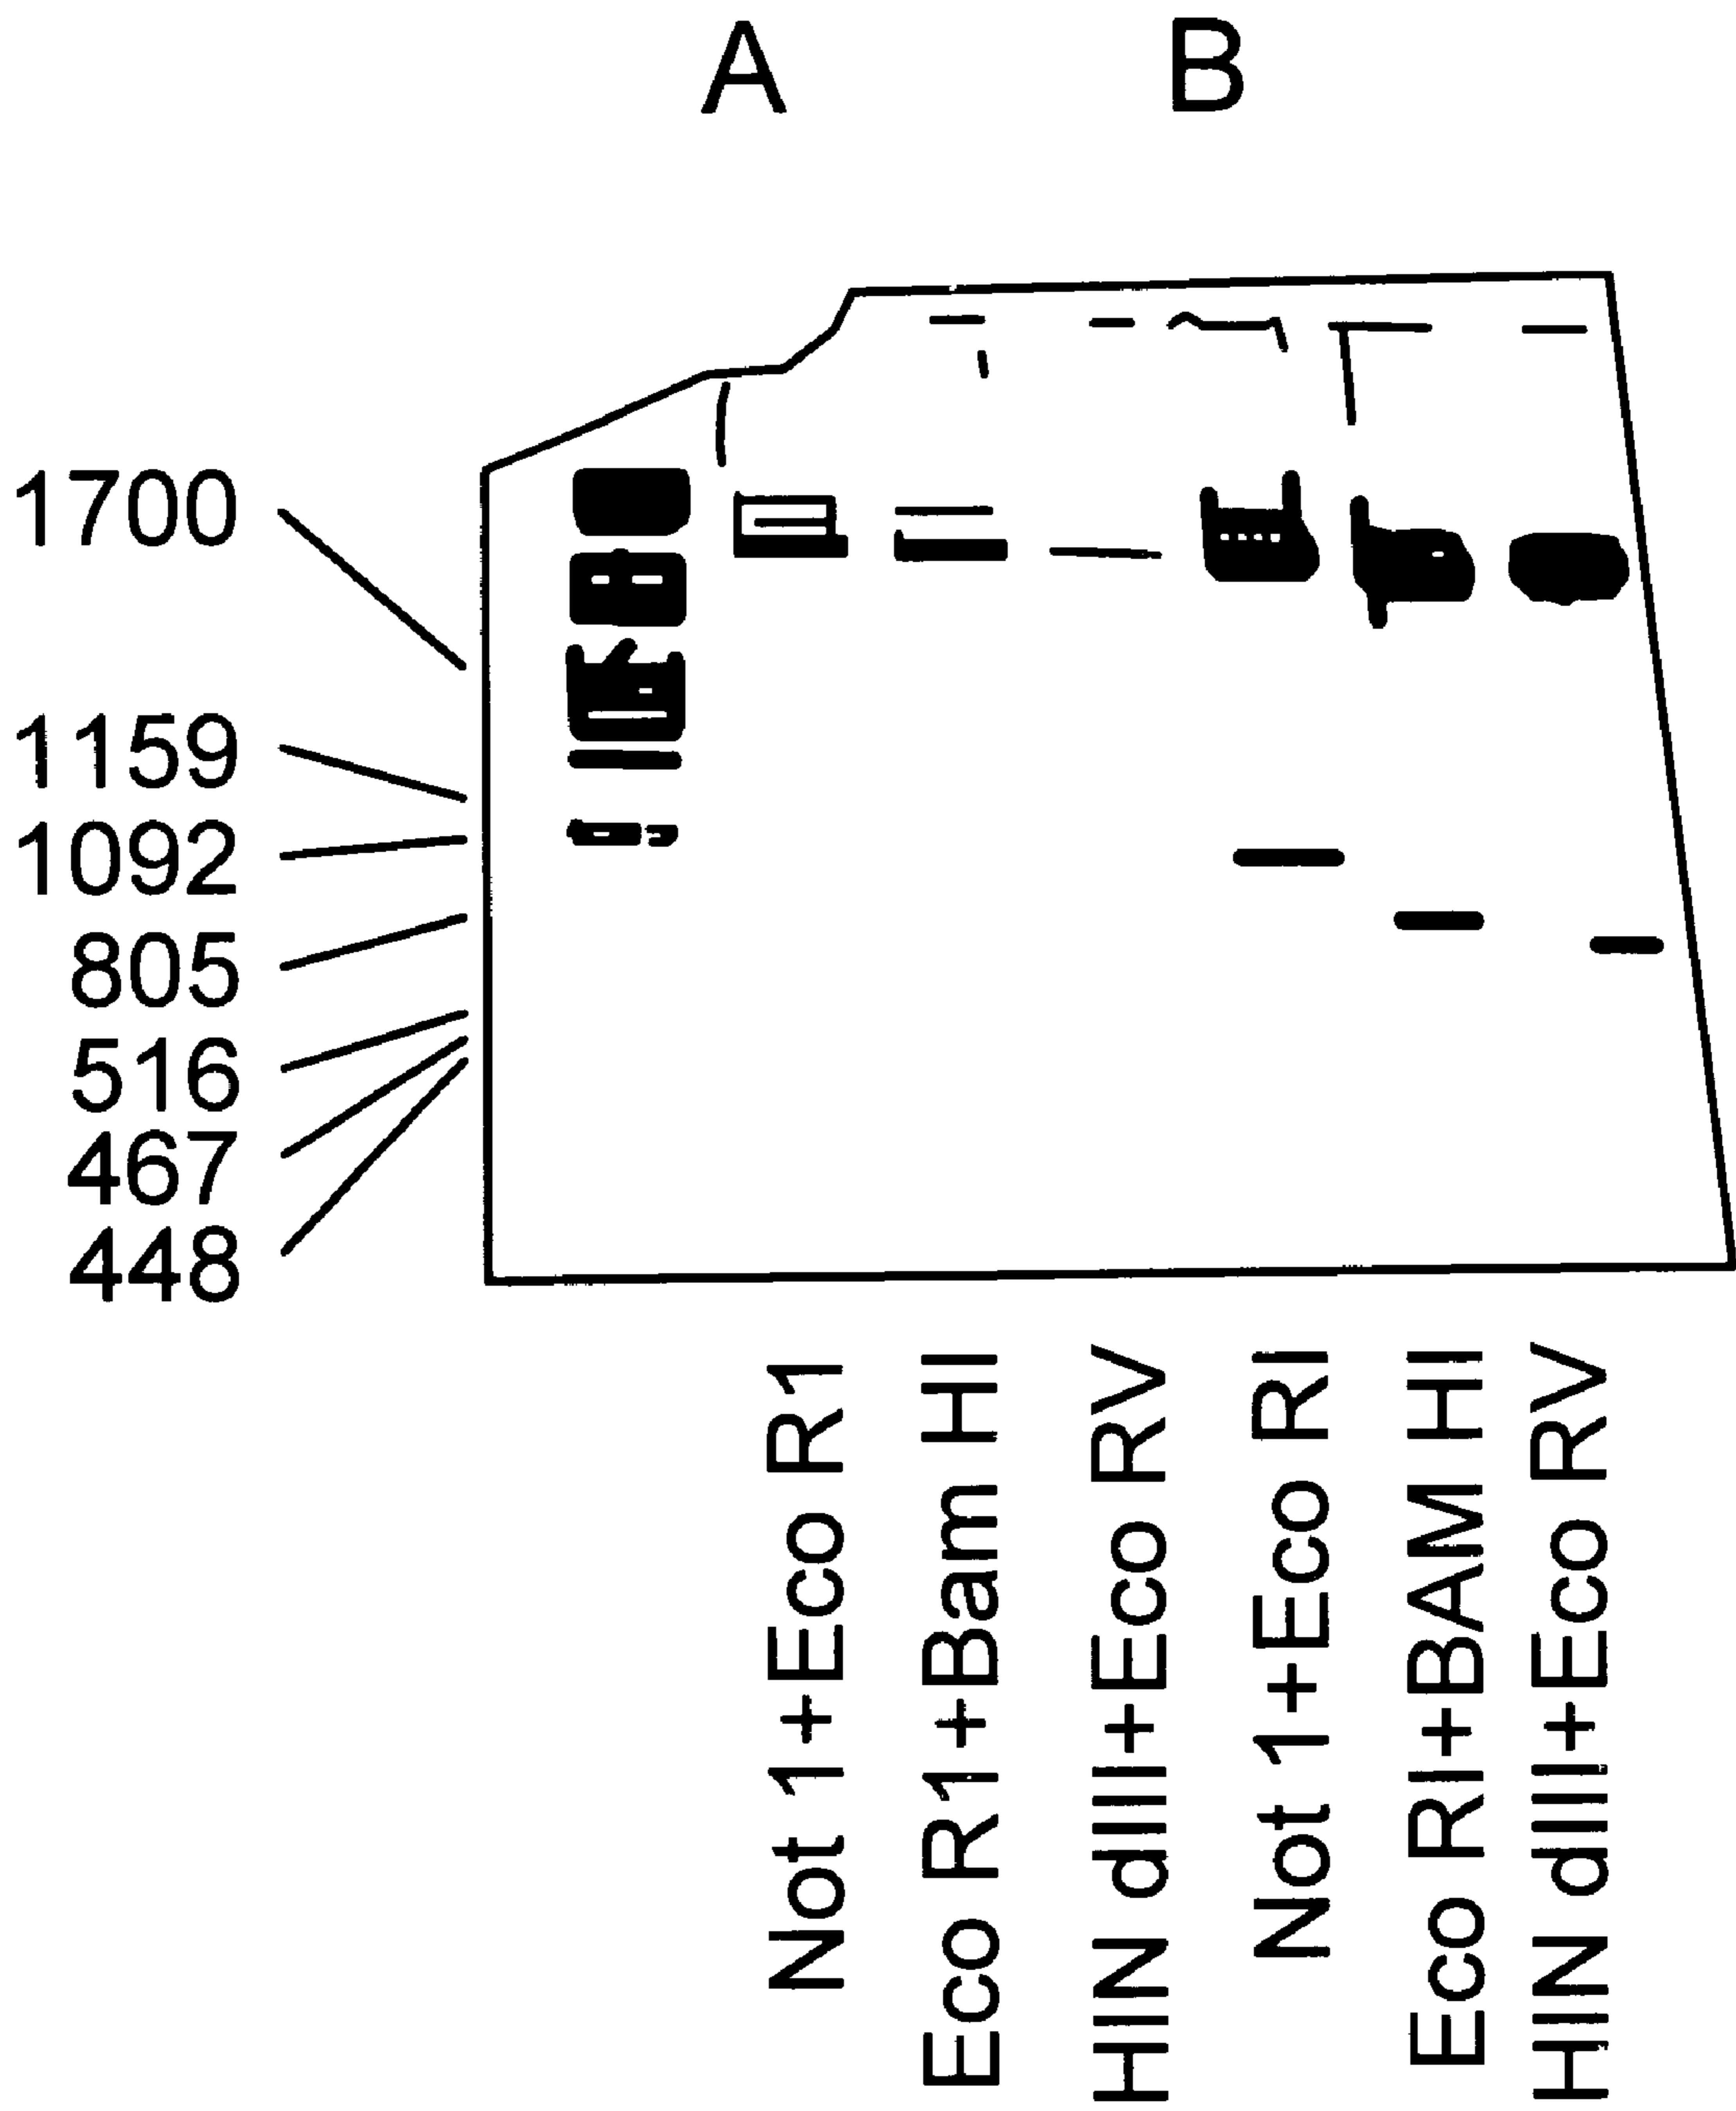 A
B
1700
1159
1092
805
516
467
448
Not 1+Eco R1
Eco R1+Bam HI
HIN dIII+Eco RV
Not 1+Eco RI
Eco RI+BAM HI
HIN dIII+Eco RV